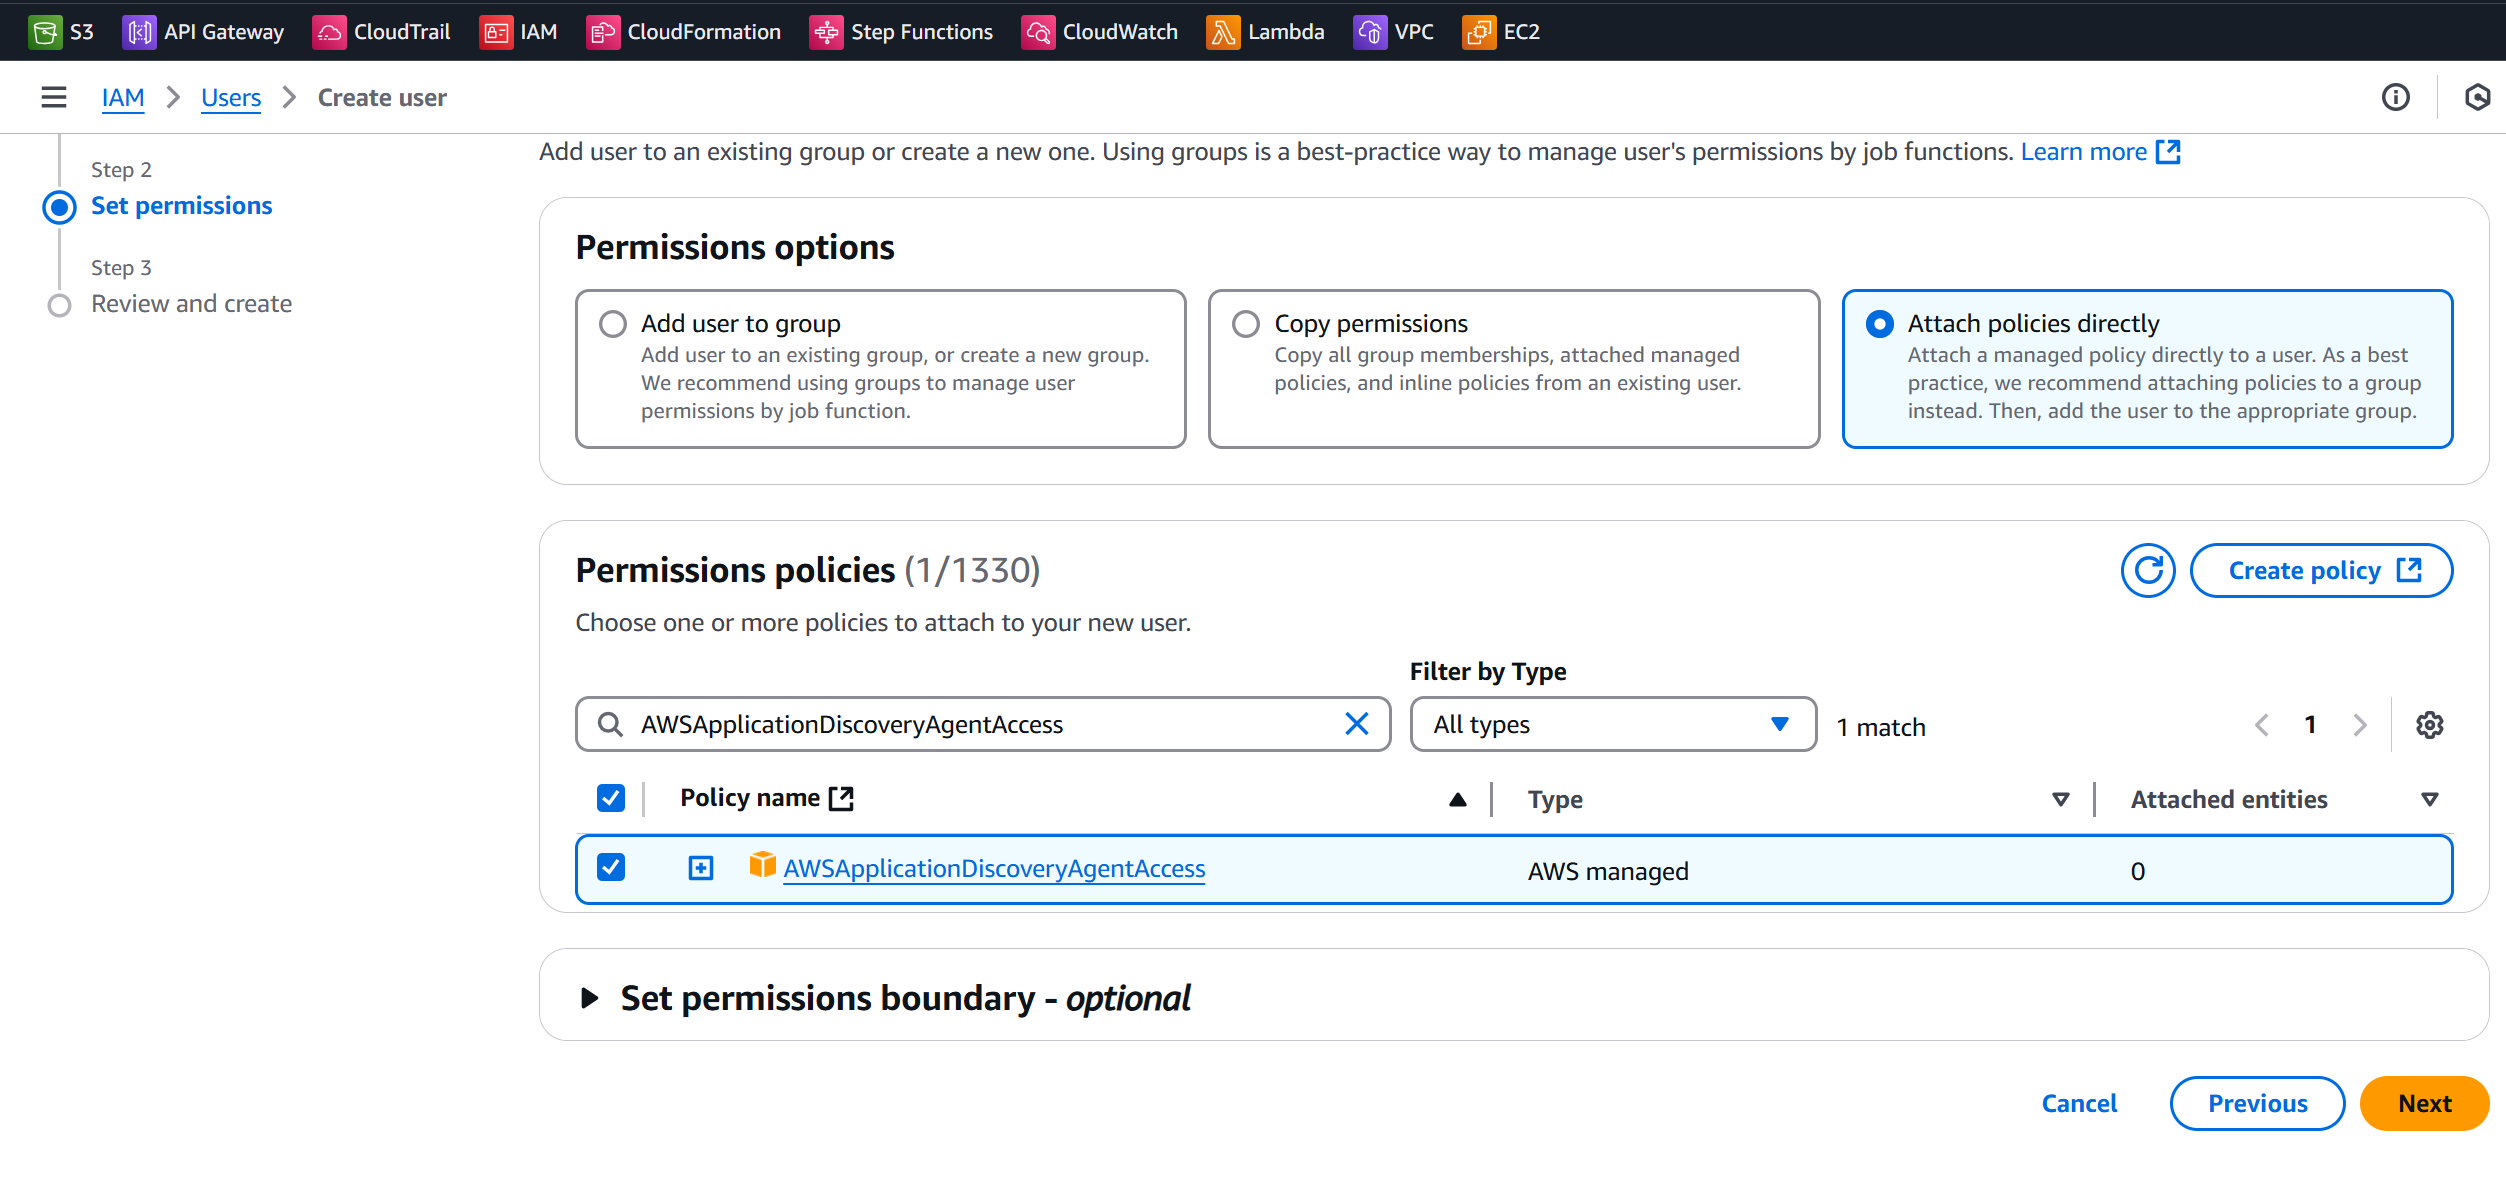 S3 API Gateway CloudTrail IAM CloudFormation Step Functions CloudWatch Lambda VPC EC2
IAM Users Create user
Add user to an existing group or create a new one. Using groups is a best-practice way to manage user's permissions by job functions. Learn more
Step 2
Set permissions
Step 3
Review and create
Permissions options
Add user to group
Add user to an existing group, or create a new group.
We recommend using groups to manage user
permissions by job function.
Copy permissions
Copy all group memberships, attached managed
policies, and inline policies from an existing user.
Attach policies directly
Attach a managed policy directly to a user. As a best
practice, we recommend attaching policies to a group
instead. Then, add the user to the appropriate group.
Permissions policies (1/1330)
Create policy
Choose one or more policies to attach to your new user.
Filter by Type
AWSApplicationDiscoveryAgentAccess
All types
1 match
1
Policy name Type Attached entities
AWSApplicationDiscoveryAgentAccess AWS managed 0
Set permissions boundary - optional
Cancel Previous Next